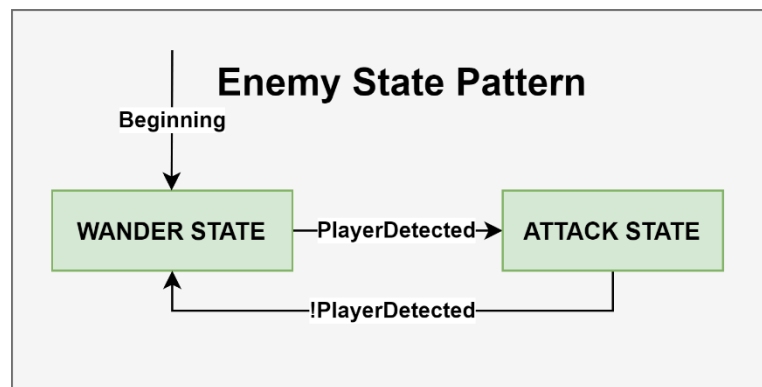 Enemy State Pattern
Beginning
WANDER STATE
PlayerDetected
ATTACK STATE
!PlayerDetected